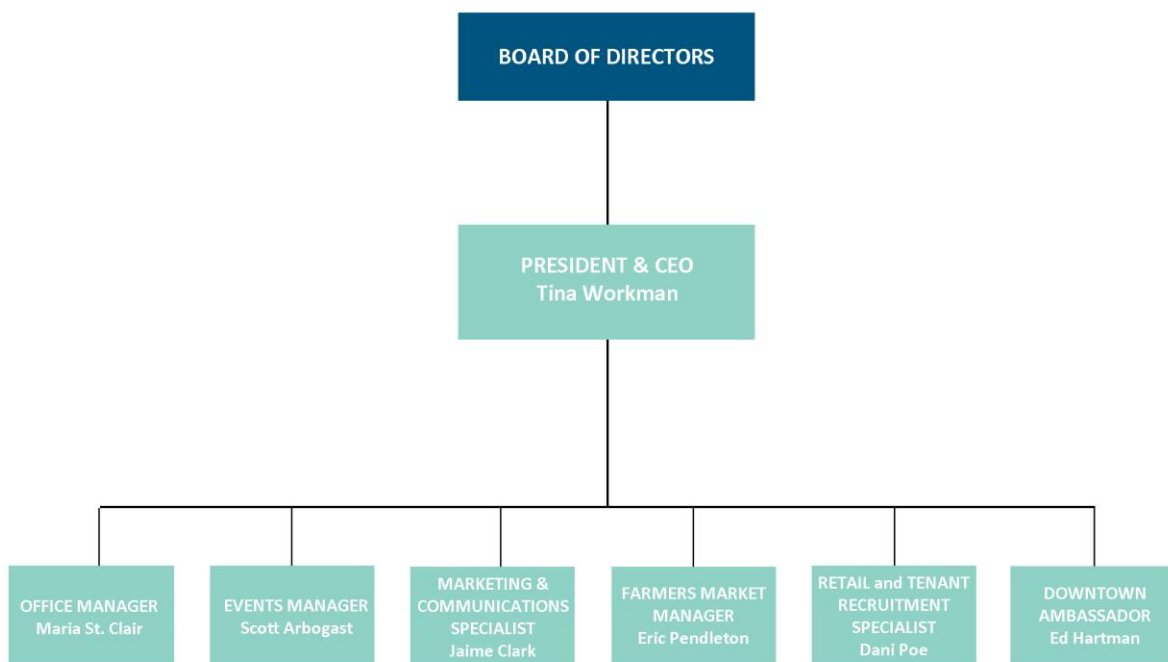 BOARD OF DIRECTORS
PRESIDENT & CEO
Tina Workman
OFFICE MANAGER
Maria St. Clair
EVENTS MANAGER
Scott Arbogast
MARKETING &
COMMUNICATIONS
SPECIALIST
Jaime Clark
FARMERS MARKET
MANAGER
Eric Pendleton
RETAIL and TENANT
RECRUITMENT
SPECIALIST
Dani Poe
DOWNTOWN
AMBASSADOR
Ed Hartman